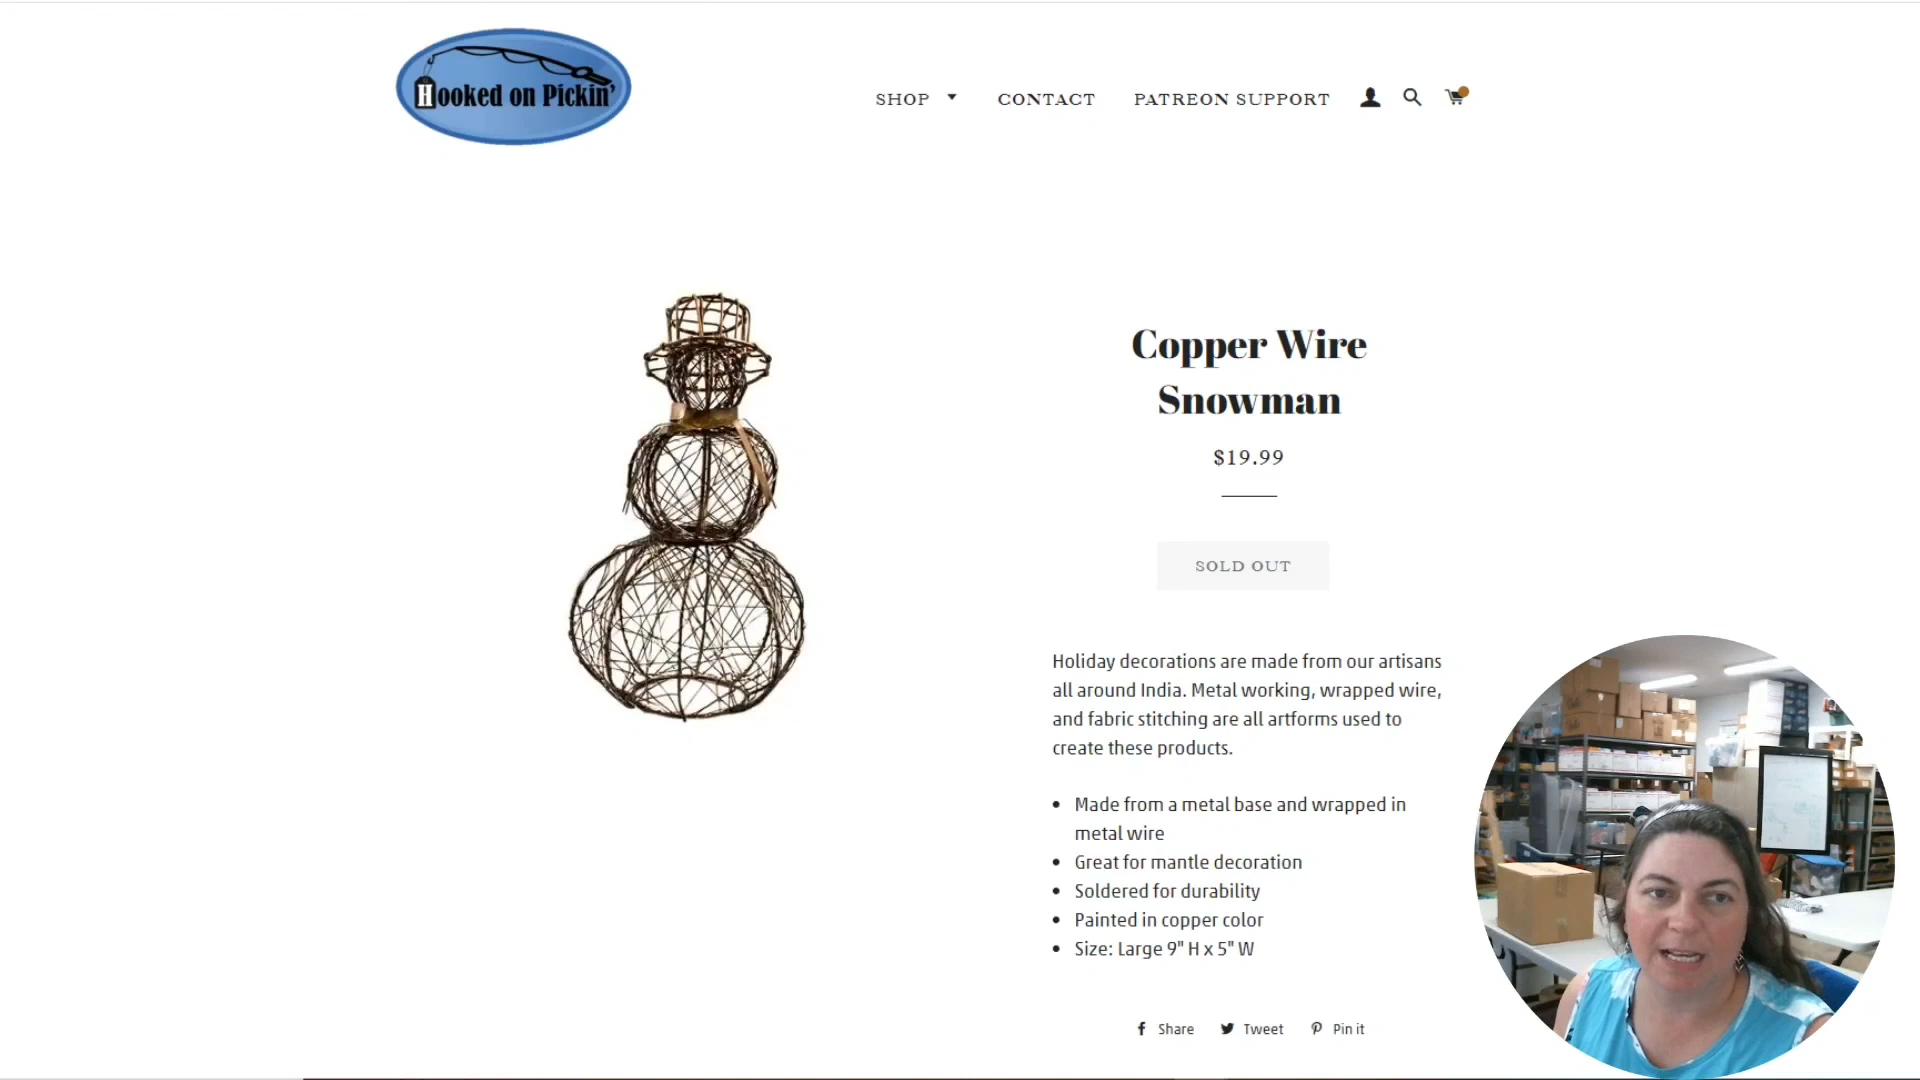 Hooked on Pickin'
SHOP
CONTACT
PATREON SUPPORT
Copper Wire
Snowman
$19.99
SOLD OUT
Holiday decorations are made from our artisans
all around India. Metal working, wrapped wire,
and fabric stitching are all artforms used to
create these products.
Made from a metal base and wrapped in
metal wire
Great for mantle decoration
Soldered for durability
Painted in copper color
Size: Large 9" H x 5" W
Share
Tweet
Pin it